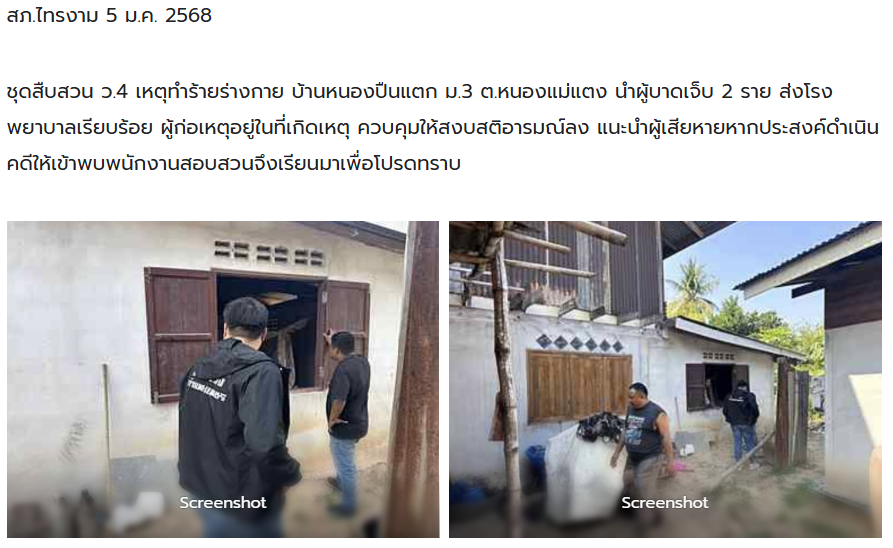 สภ.ไทรงาม 5 ม.ค. 2568
ชุดสืบสวน ว.4 เหตุทำร้ายร่างกาย บ้านหนองปืนแตก ม.3 ต.หนองแม่แตง นำผู้บาดเจ็บ 2 ราย ส่งโรง
พยาบาลเรียบร้อย ผู้ก่อเหตุอยู่ในที่เกิดเหตุ ควบคุมให้สงบสติอารมณ์ลง แนะนำผู้เสียหายหากประสงค์ดำเนิน
คดีให้เข้าพบพนักงานสอบสวนจึงเรียนมาเพื่อโปรดทราบ
Screenshot
Screenshot